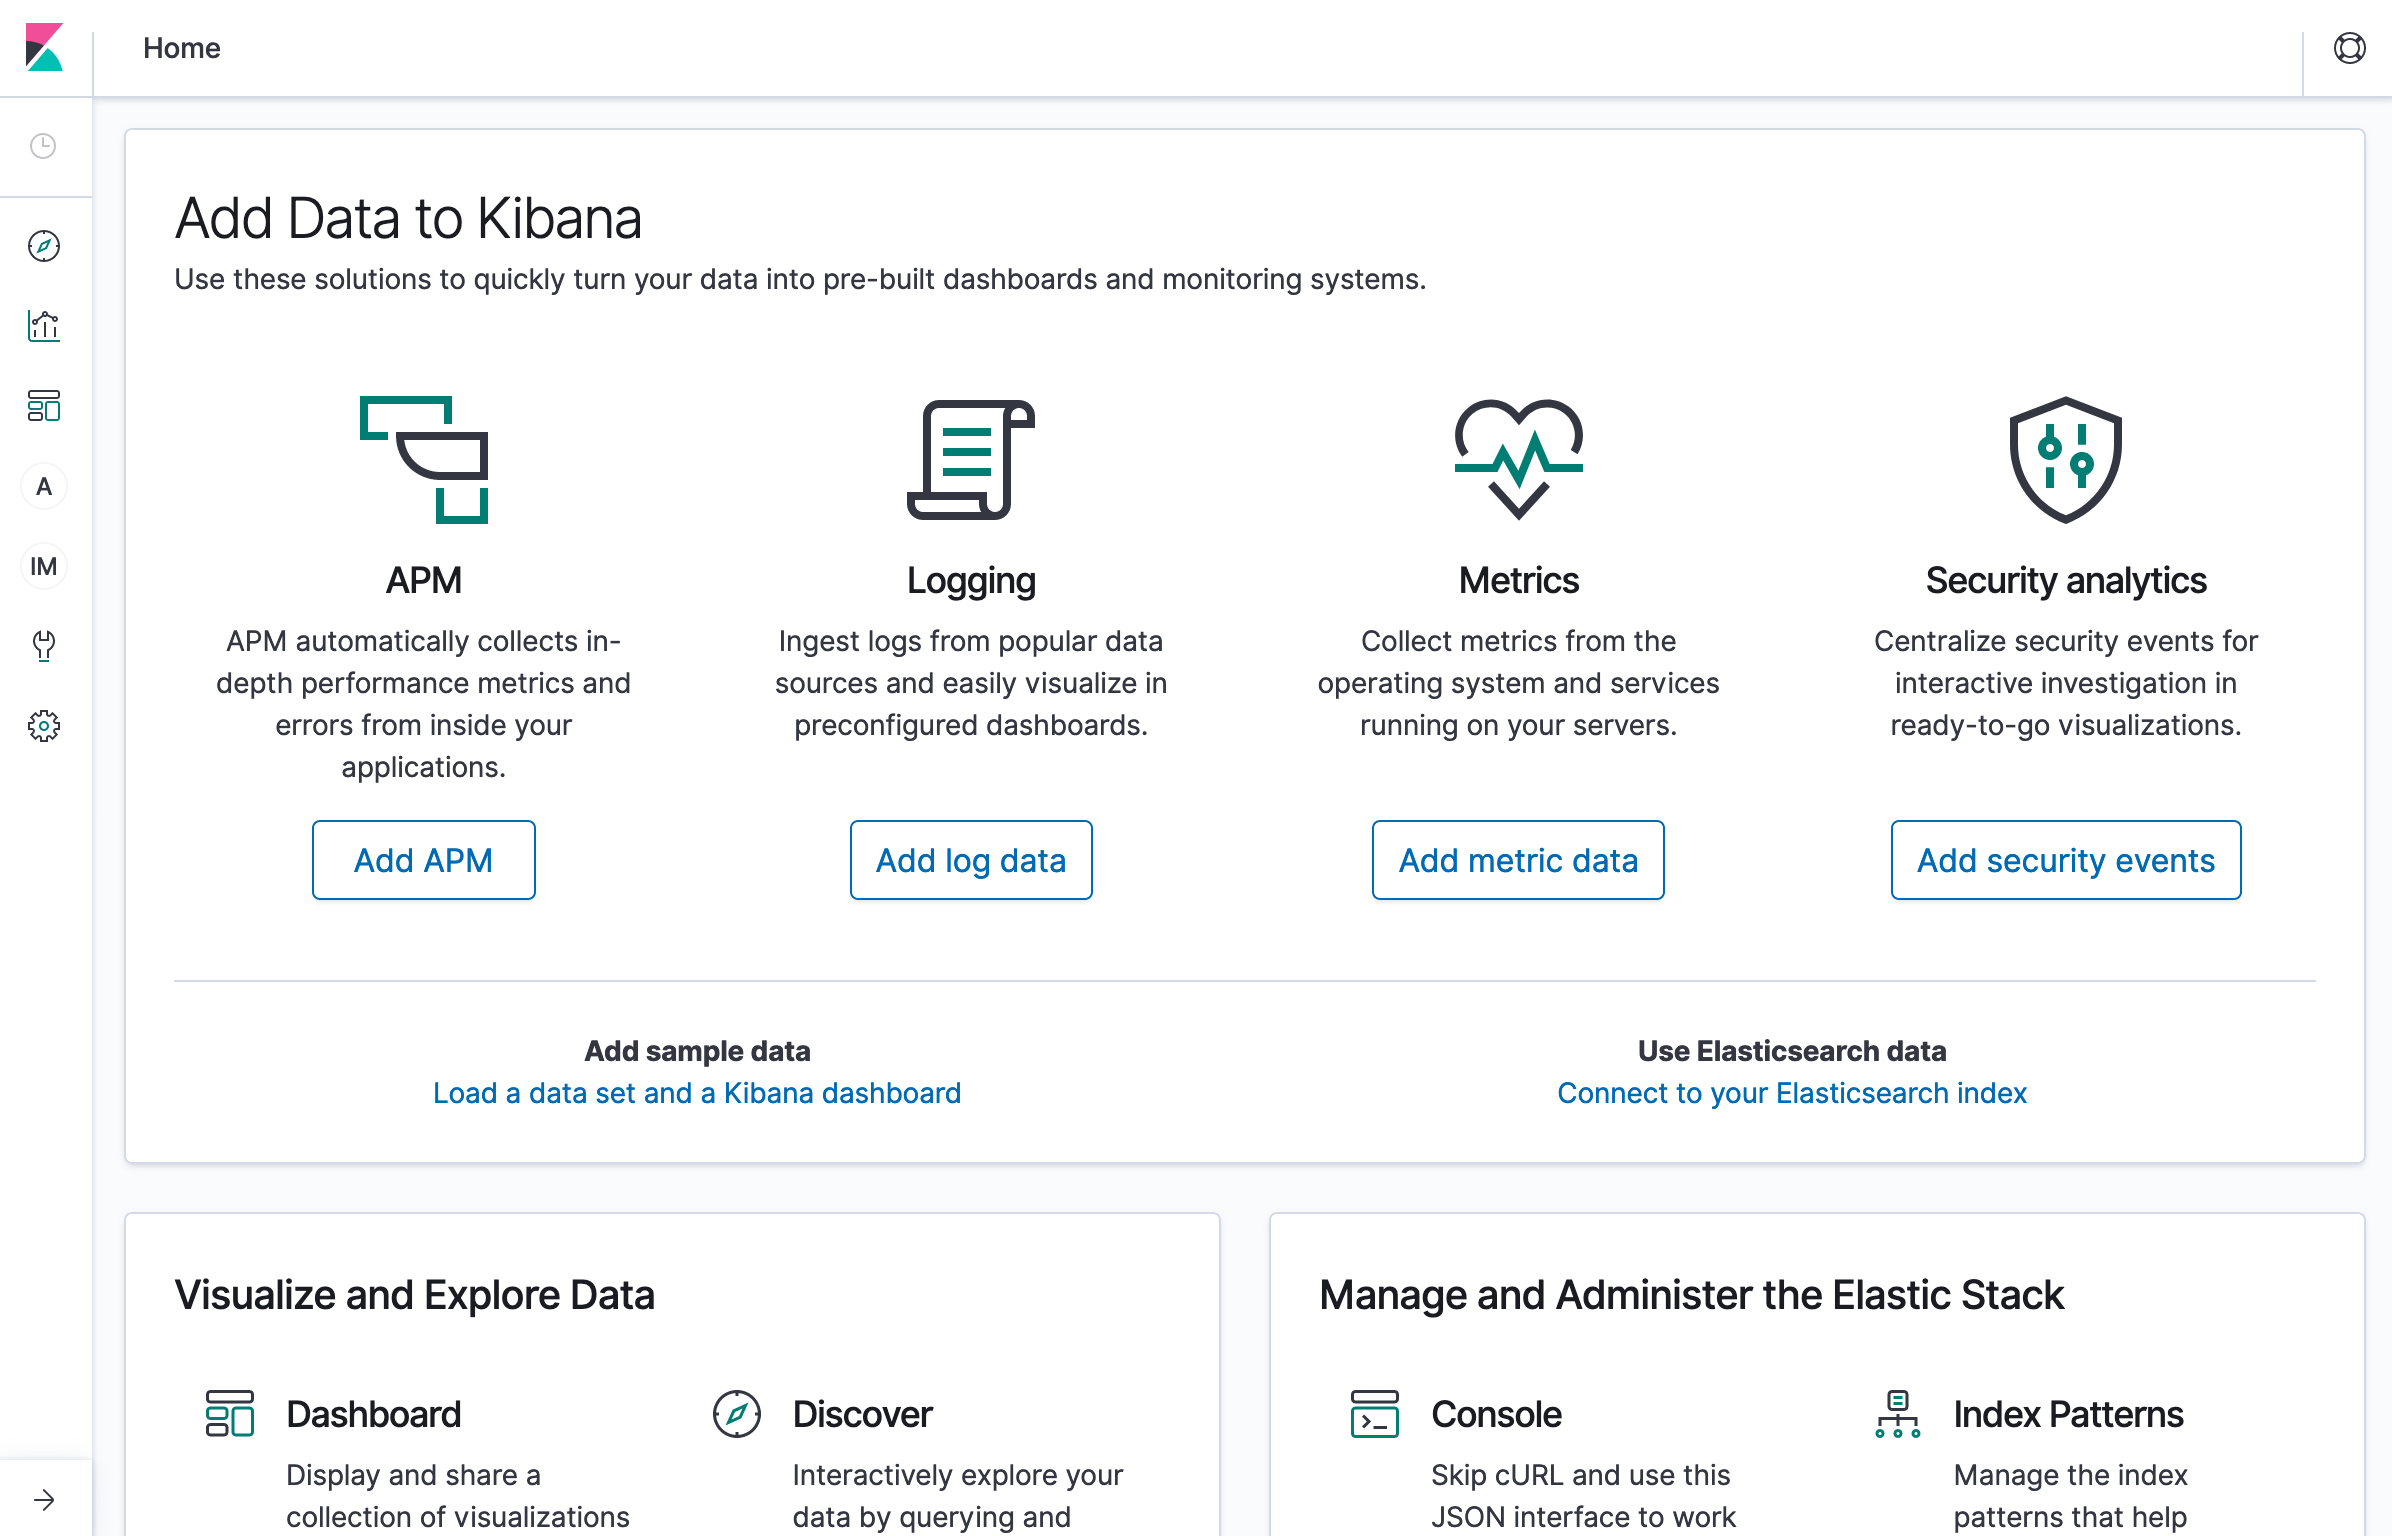 Home
A
IM
Add Data to Kibana
Use these solutions to quickly turn your data into pre-built dashboards and monitoring systems.
APM
APM automatically collects in-
depth performance metrics and
errors from inside your
applications.
Add APM
Logging
Ingest logs from popular data
sources and easily visualize in
preconfigured dashboards.
Add log data
Metrics
Collect metrics from the
operating system and services
running on your servers.
Add metric data
Security analytics
Centralize security events for
interactive investigation in
ready-to-go visualizations.
Add security events
Add sample data
Load a data set and a Kibana dashboard
Use Elasticsearch data
Connect to your Elasticsearch index
Visualize and Explore Data
Dashboard
Display and share a
collection of visualizations
Discover
Interactively explore your
data by querying and
Manage and Administer the Elastic Stack
Console
Skip cURL and use this
JSON interface to work
Index Patterns
Manage the index
patterns that help